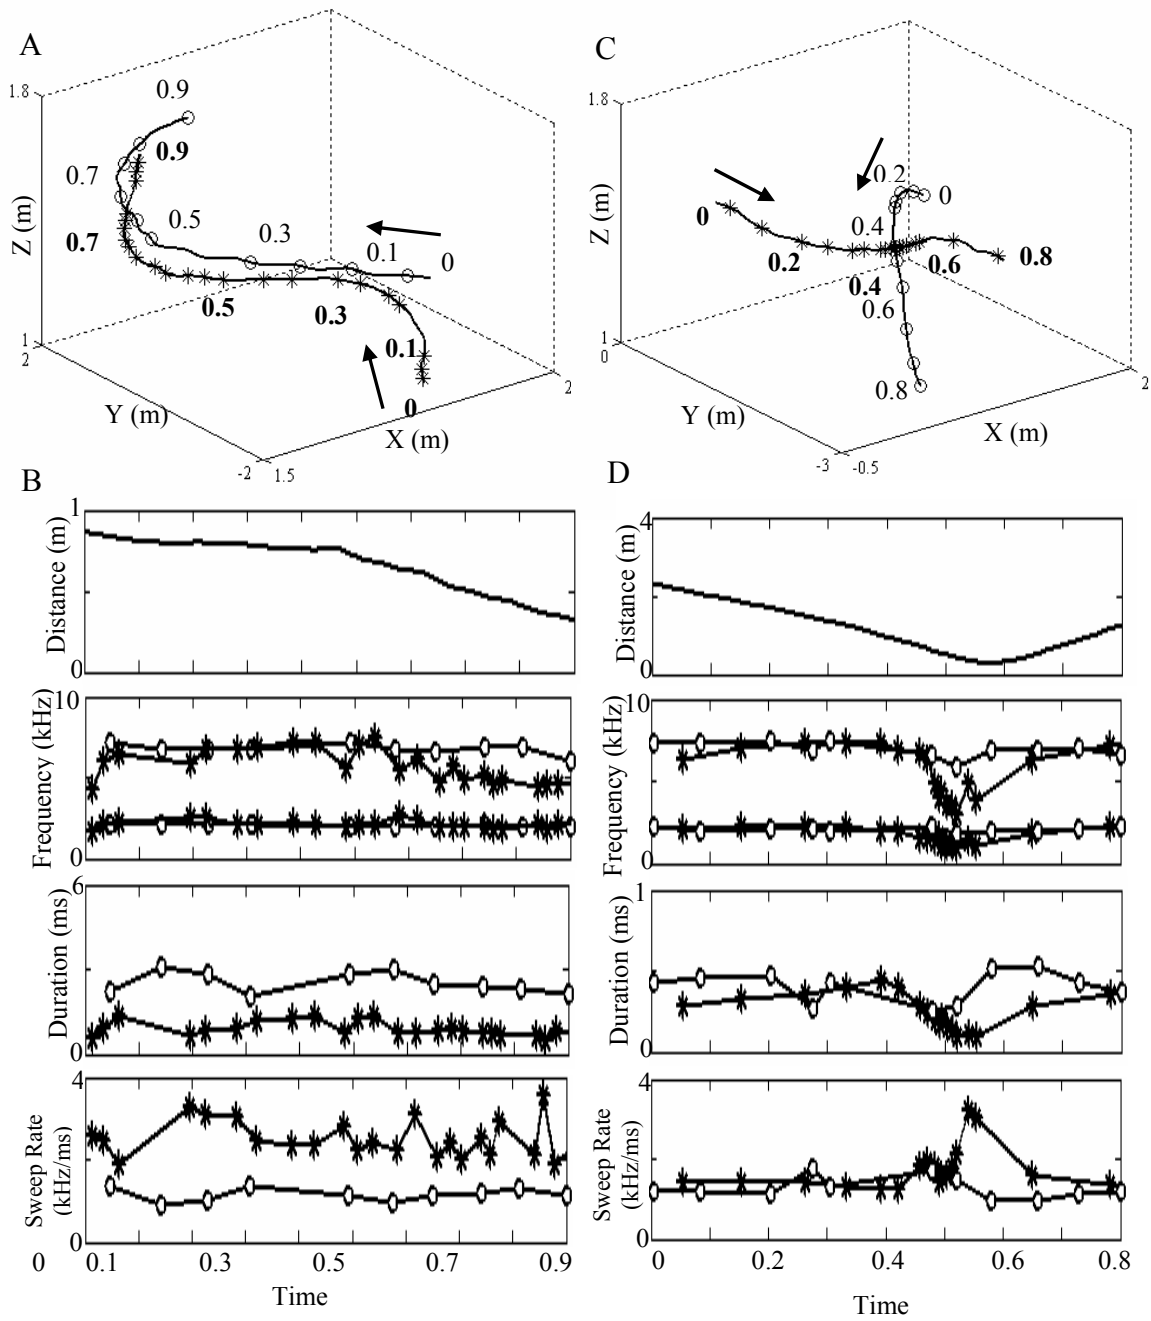 A
1.8
Z (m)
1
2
Y (m)
-2
1.5
X (m)
2
0.9
0.9
0.7
0.7
0.5
0.5
0.3
0.3
0.1
0.1
0
0
C
1.8
Z (m)
1
0
Y (m)
-3
-0.5
X (m)
2
0
0.2
0.4
0.6
0.8
0.2
0
0.4
0.6
0.8
B
1
Distance (m)
0
10
Frequency (kHz)
0
6
Duration (ms)
0
4
Sweep Rate
(kHz/ms)
0
0 0.1 0.3 0.5 0.7 0.9
Time
D
4
Distance (m)
0
10
Frequency (kHz)
0
1
Duration (ms)
0
4
Sweep Rate
(kHz/ms)
0
0 0.2 0.4 0.6 0.8
Time